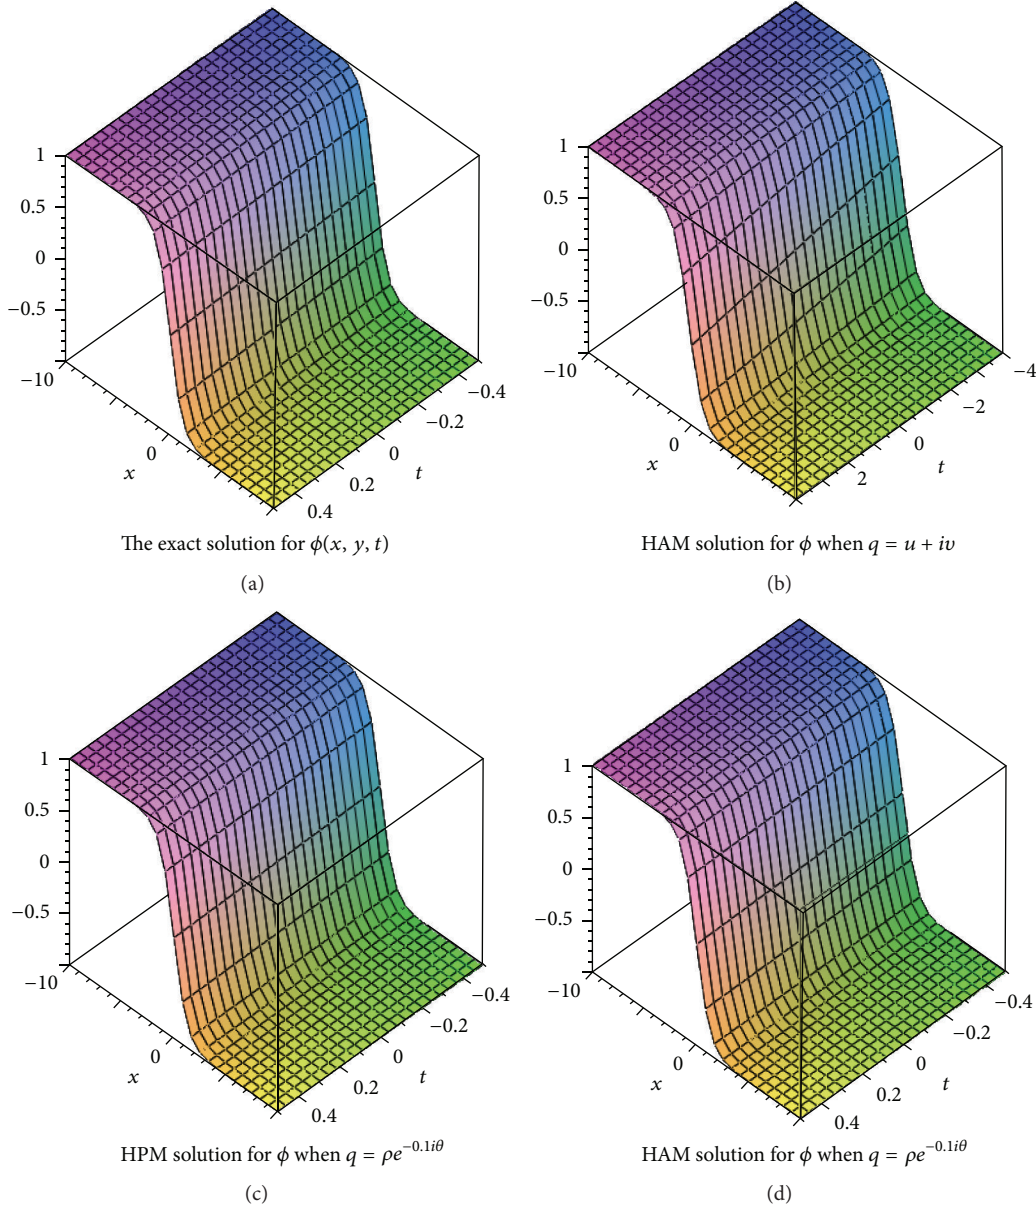 1
0.5
0
−0.5
−10
0
x
0.4
0.2
0
−0.2
−0.4
t
The exact solution for ϕ(x, y, t)
(a)
1
0.5
0
−0.5
−10
0
x
2
0
−2
−4
t
HAM solution for ϕ when q = u + iv
(b)
1
0.5
0
−0.5
−10
0
x
0.4
0.2
0
−0.2
−0.4
t
HPM solution for ϕ when q = ρe^{−0.1iθ}
(c)
1
0.5
0
−0.5
−10
0
x
0.4
0.2
0
−0.2
−0.4
t
HAM solution for ϕ when q = ρe^{−0.1iθ}
(d)